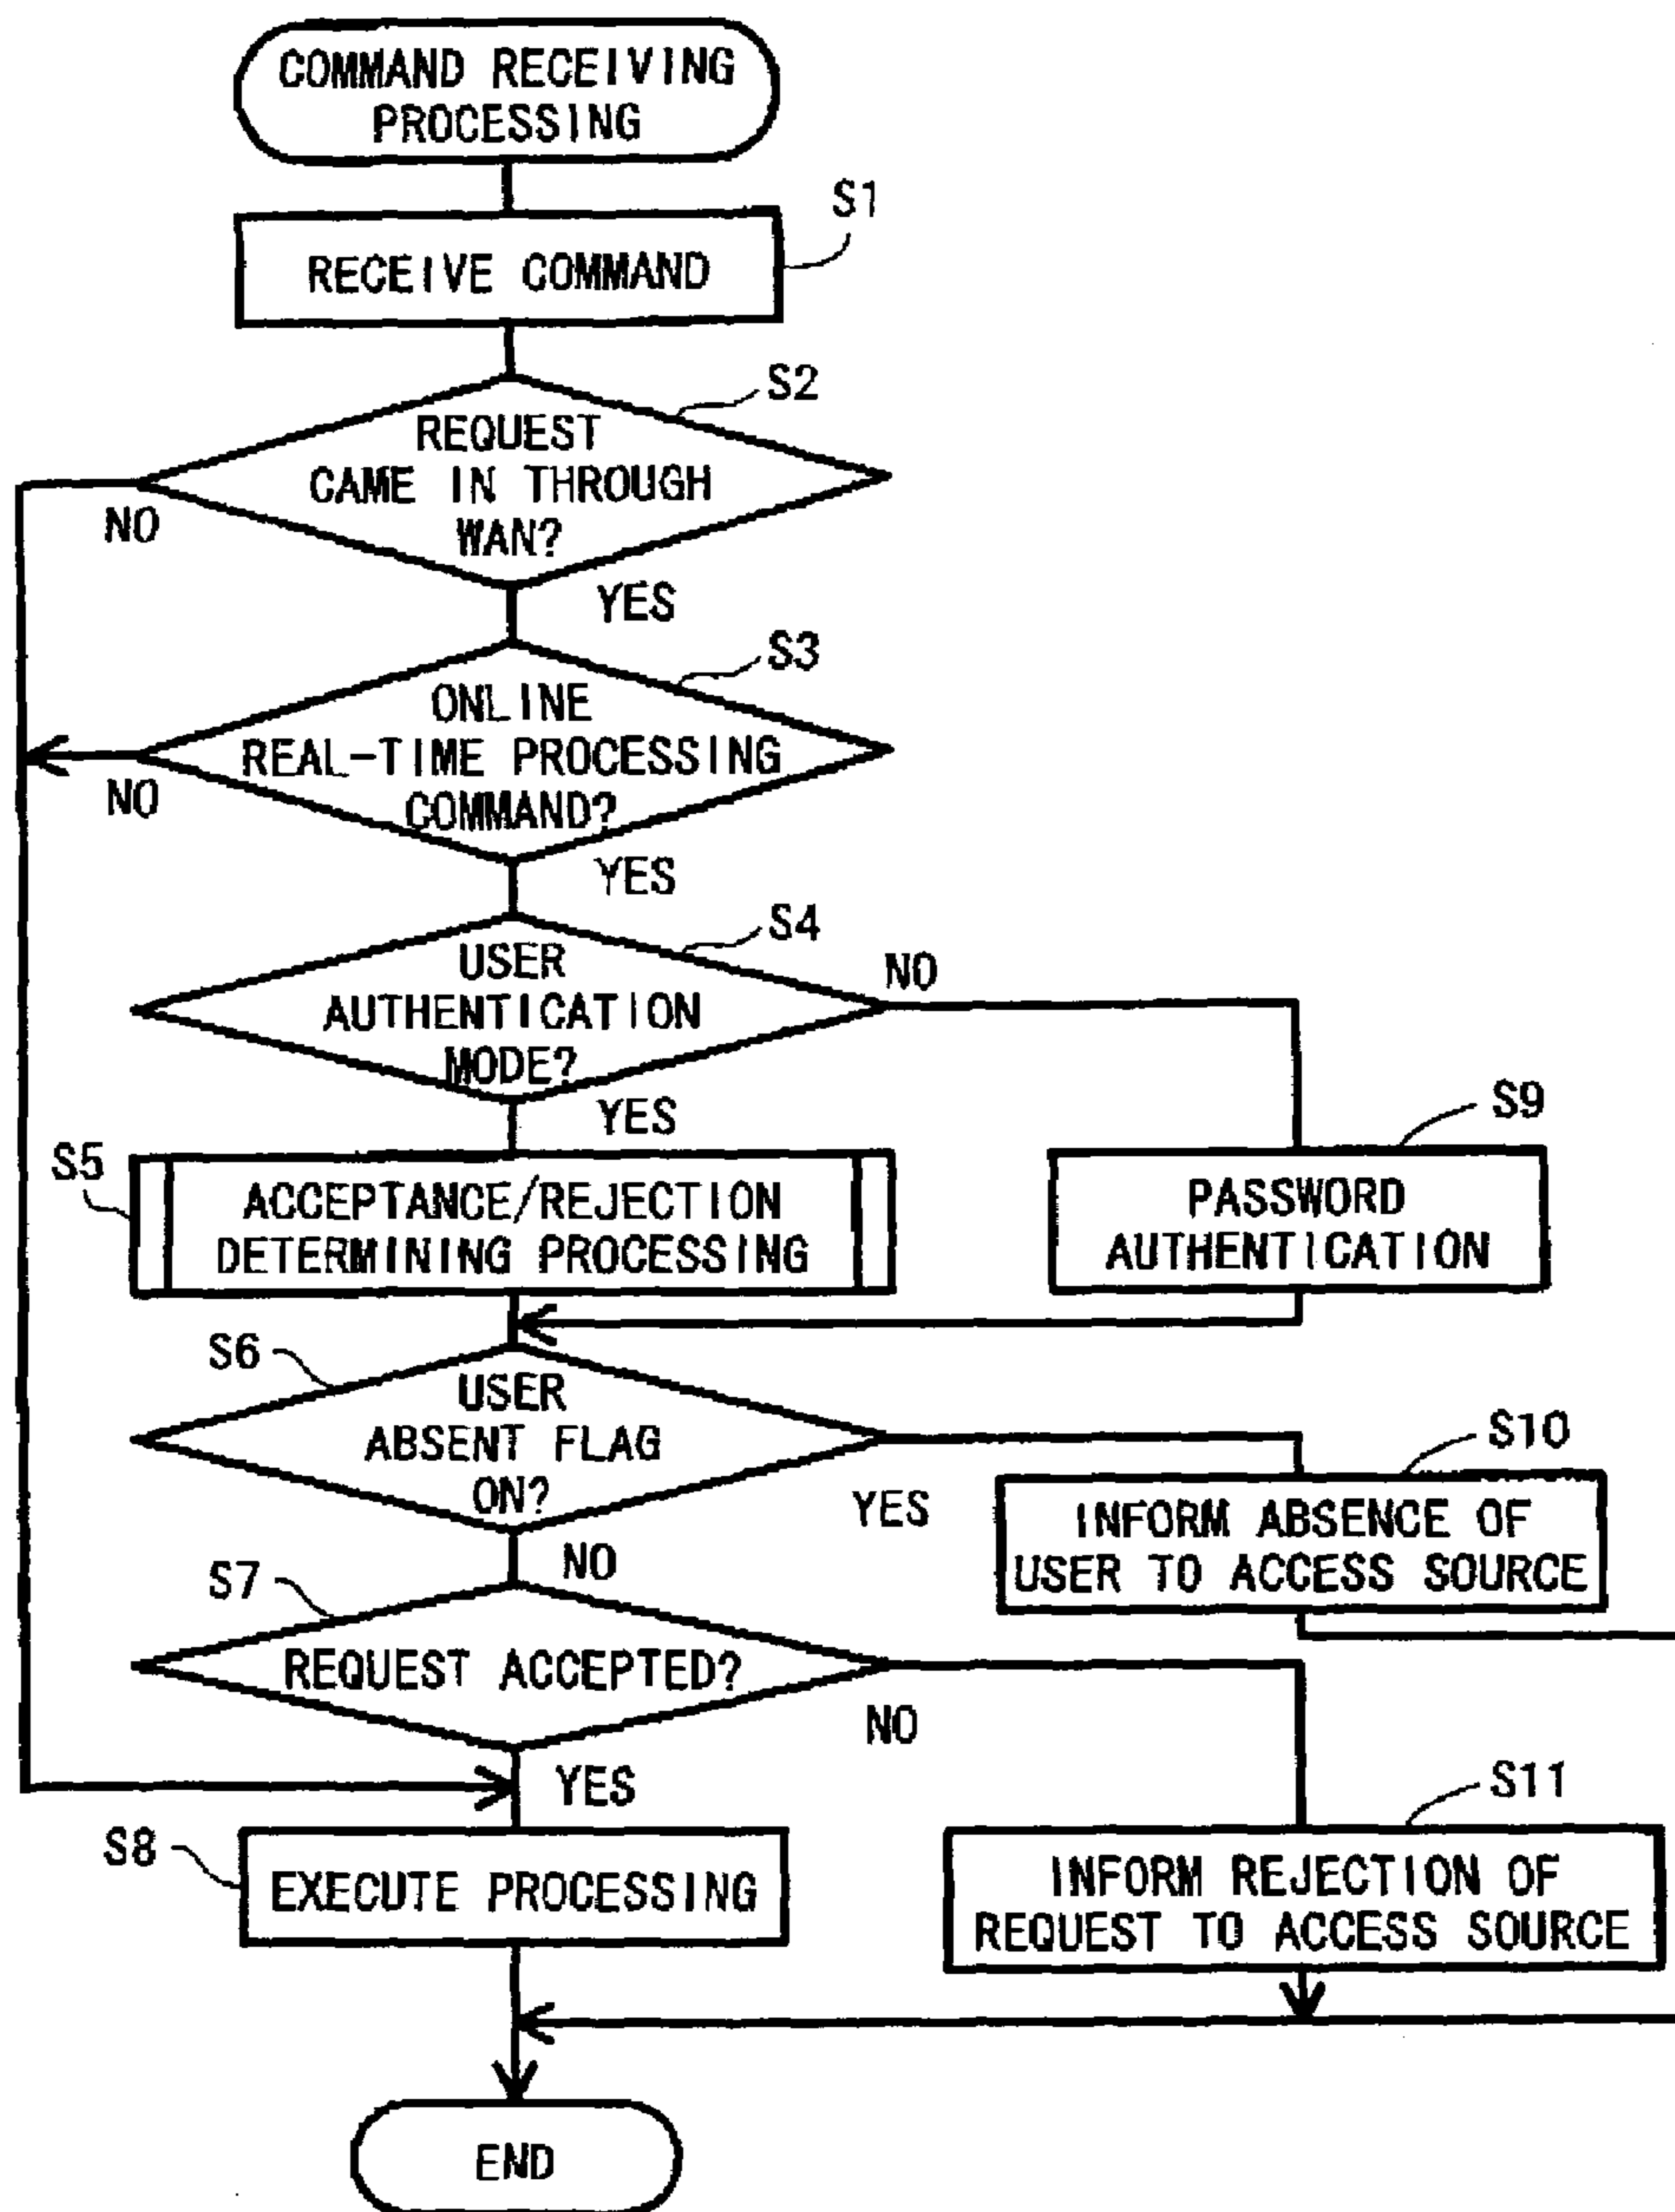 COMMAND RECEIVING
PROCESSING
S1
RECEIVE COMMAND
S2
REQUEST
CAME IN THROUGH
WAN?
NO
YES
S3
ONLINE
REAL-TIME PROCESSING
COMMAND?
NO
YES
S4
USER
AUTHENTICATION
MODE?
NO
YES
S5
ACCEPTANCE/REJECTION
DETERMINING PROCESSING
S9
PASSWORD
AUTHENTICATION
S6
USER
ABSENT FLAG
ON?
YES
NO
S10
INFORM ABSENCE OF
USER TO ACCESS SOURCE
S7
REQUEST ACCEPTED?
NO
YES
S11
INFORM REJECTION OF
REQUEST TO ACCESS SOURCE
S8
EXECUTE PROCESSING
END